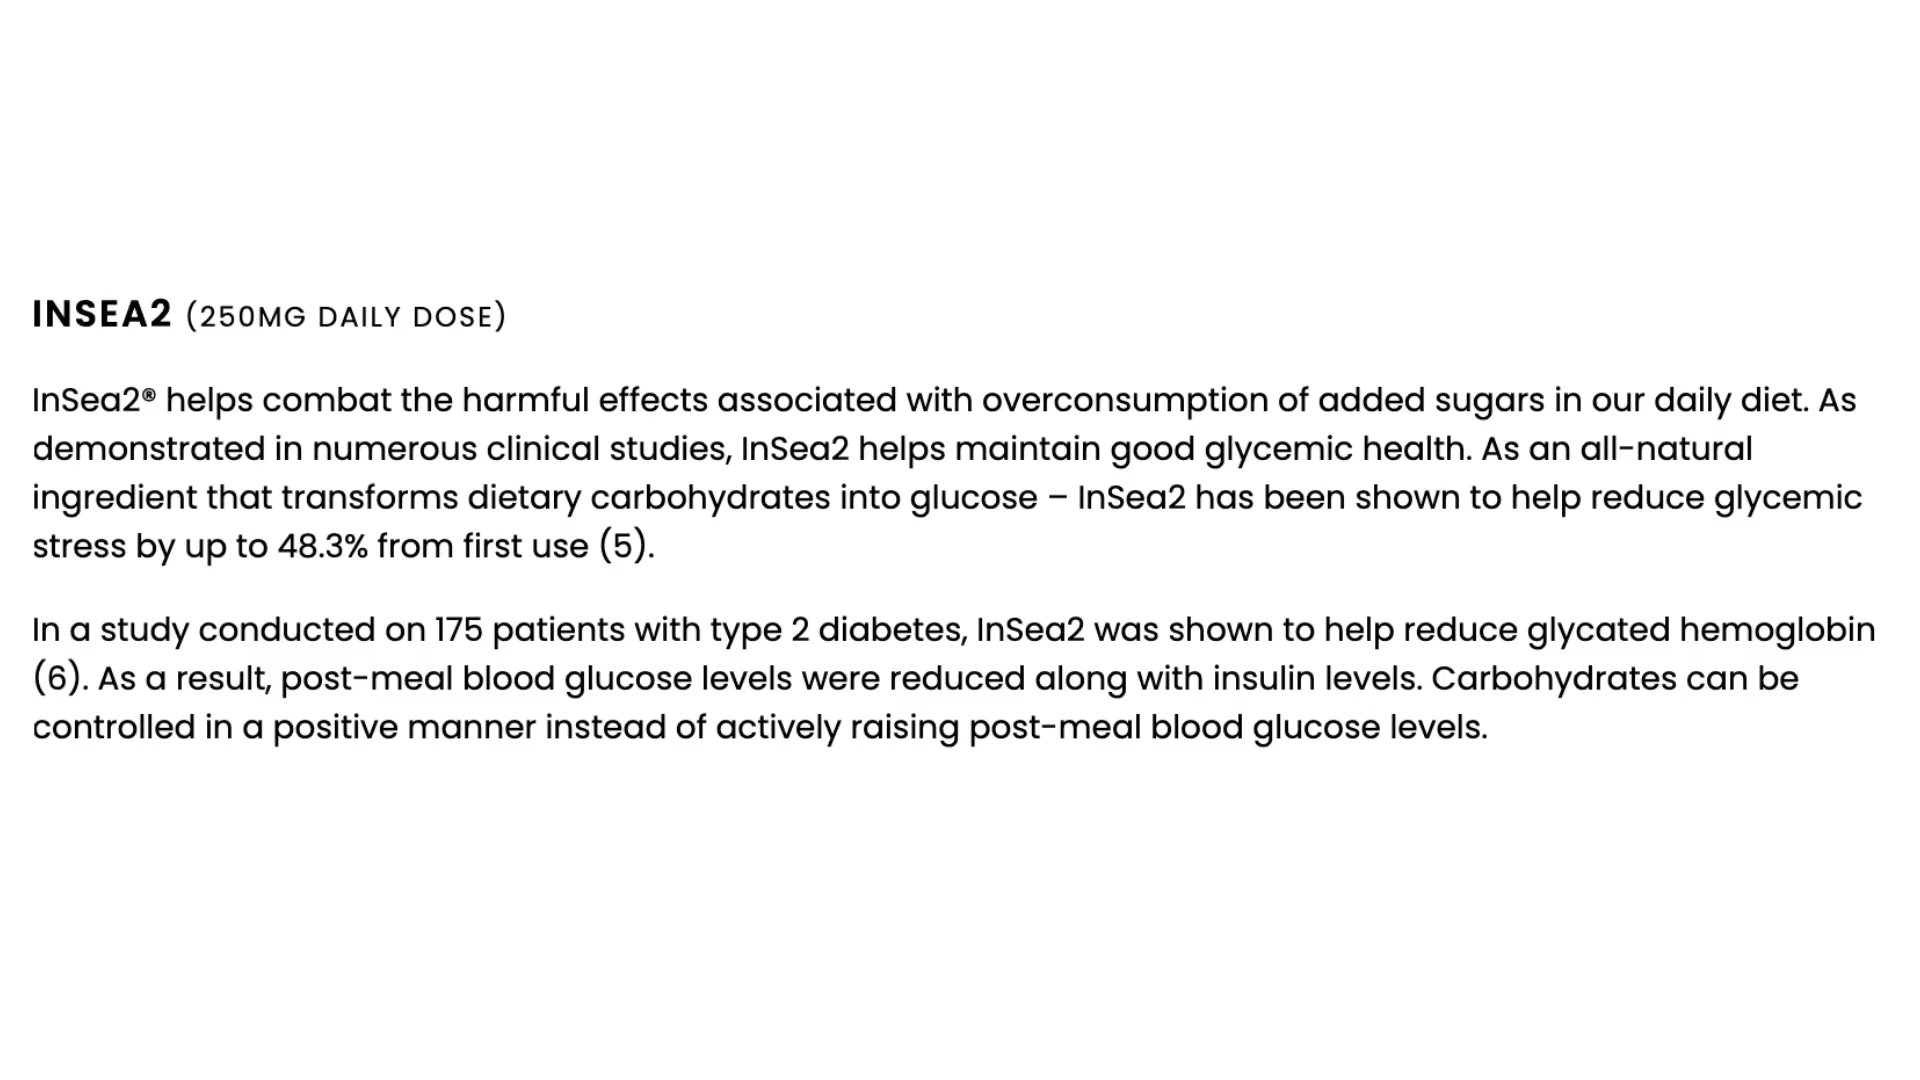 INSEA2 (250MG DAILY DOSE)
InSea2® helps combat the harmful effects associated with overconsumption of added sugars in our daily diet. As
demonstrated in numerous clinical studies, InSea2 helps maintain good glycemic health. As an all-natural
ingredient that transforms dietary carbohydrates into glucose – InSea2 has been shown to help reduce glycemic
stress by up to 48.3% from first use (5).
In a study conducted on 175 patients with type 2 diabetes, InSea2 was shown to help reduce glycated hemoglobin
(6). As a result, post-meal blood glucose levels were reduced along with insulin levels. Carbohydrates can be
controlled in a positive manner instead of actively raising post-meal blood glucose levels.